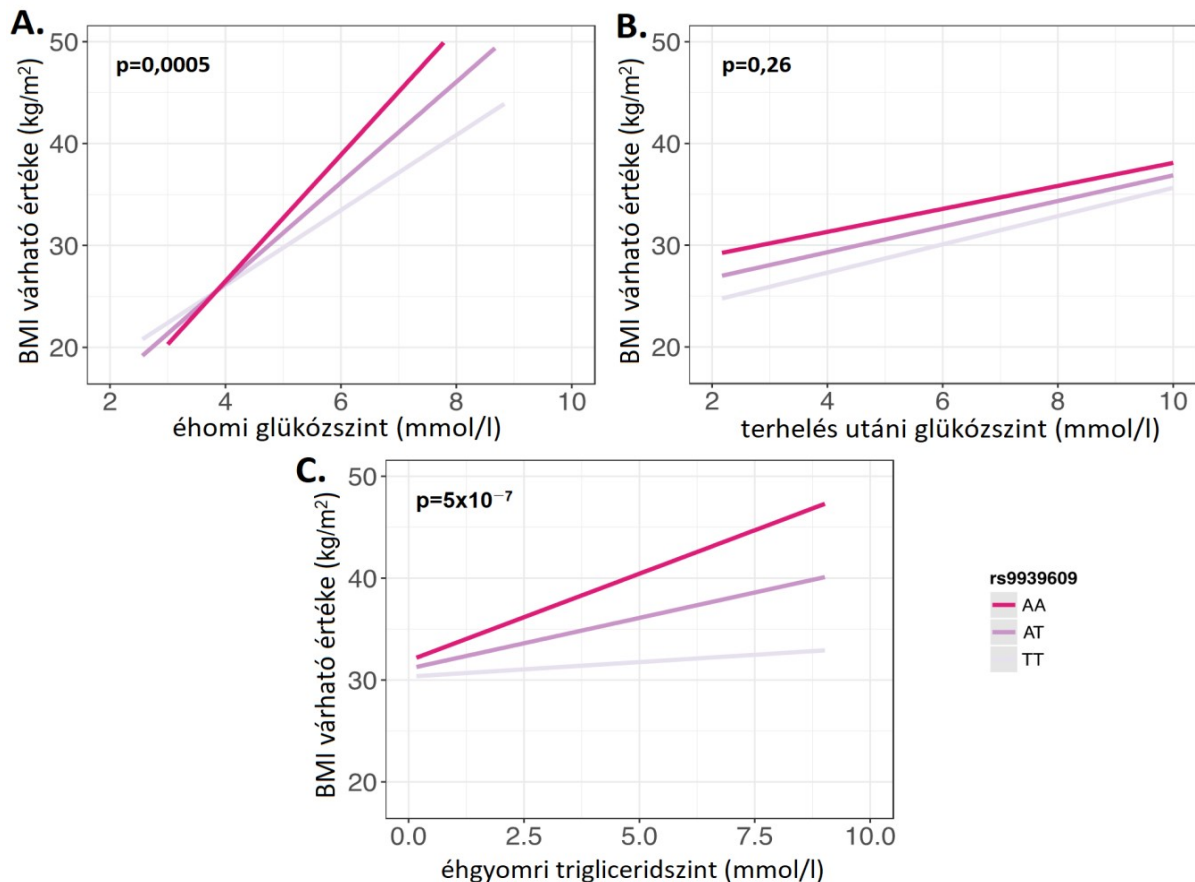 A.
BMI várható értéke (kg/m²)
50
40
30
20
p=0,0005
2
4
6
8
10
éhomi glükózszint (mmol/l)
B.
BMI várható értéke (kg/m²)
50
40
30
20
p=0,26
2
4
6
8
10
terhelés utáni glükózszint (mmol/l)
C.
BMI várható értéke (kg/m²)
50
40
30
20
p=5x10⁻⁷
0.0
2.5
5.0
7.5
10.0
éhgyomri trigliceridszint (mmol/l)
rs9939609
AA
AT
TT